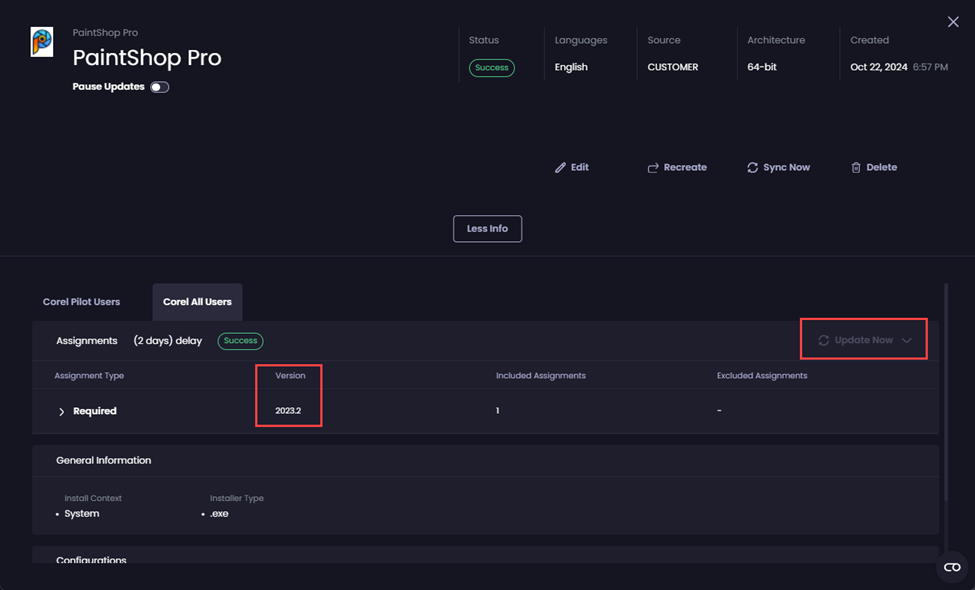 PaintShop Pro
PaintShop Pro
Pause Updates
Status
Success
Languages
English
Source
CUSTOMER
Architecture
64-bit
Created
Oct 22, 2024 6:57 PM
Edit
Recreate
Sync Now
Delete
Less Info
Corel Pilot Users
Corel All Users
Assignments (2 days) delay Success
Update Now
Assignment Type Version Included Assignments Excluded Assignments
Required 2023.2 1 -
General Information
Install Context Installer Type
• System • .exe
Configurations